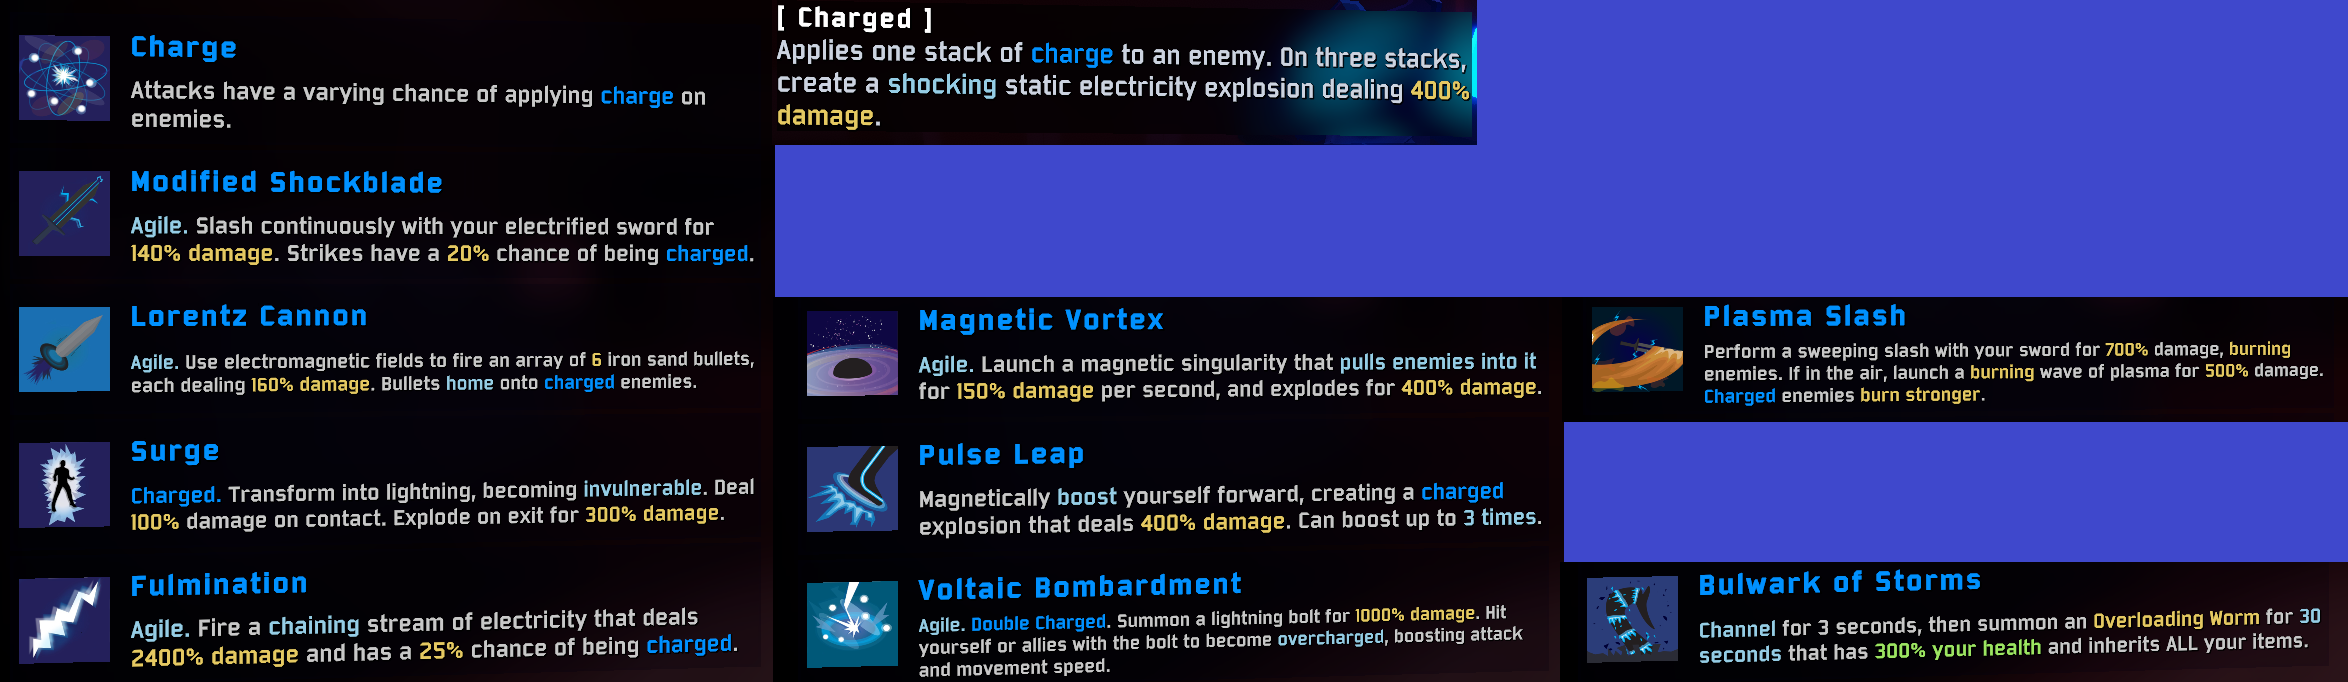 Charge
Attacks have a varying chance of applying charge on
enemies.
[ Charged ]
Applies one stack of charge to an enemy. On three stacks,
create a shocking static electricity explosion dealing 400%
damage.
Modified Shockblade
Agile. Slash continuously with your electrified sword for
140% damage. Strikes have a 20% chance of being charged.
Lorentz Cannon
Agile. Use electromagnetic fields to fire an array of 6 iron sand bullets,
each dealing 160% damage. Bullets home onto charged enemies.
Magnetic Vortex
Agile. Launch a magnetic singularity that pulls enemies into it
for 150% damage per second, and explodes for 400% damage.
Plasma Slash
Perform a sweeping slash with your sword for 700% damage, burning
enemies. If in the air, launch a burning wave of plasma for 500% damage.
Charged enemies burn stronger.
Surge
Charged. Transform into lightning, becoming invulnerable. Deal
100% damage on contact. Explode on exit for 300% damage.
Pulse Leap
Magnetically boost yourself forward, creating a charged
explosion that deals 400% damage. Can boost up to 3 times.
Fulmination
Agile. Fire a chaining stream of electricity that deals
2400% damage and has a 25% chance of being charged.
Voltaic Bombardment
Agile. Double Charged. Summon a lightning bolt for 1000% damage. Hit
yourself or allies with the bolt to become overcharged, boosting attack
and movement speed.
Bulwark of Storms
Channel for 3 seconds, then summon an Overloading Worm for 30
seconds that has 300% your health and inherits ALL your items.